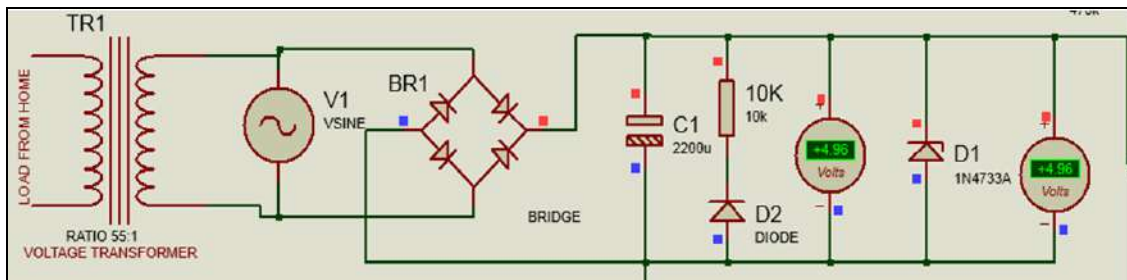 TR1
LOAD FROM HOME
RATIO 55:1
VOLTAGE TRANSFORMER
V1
VSINE
BR1
BRIDGE
C1
2200u
10K
10k
D2
DIODE
+4.96
Volts
D1
1N4733A
+4.96
Volts